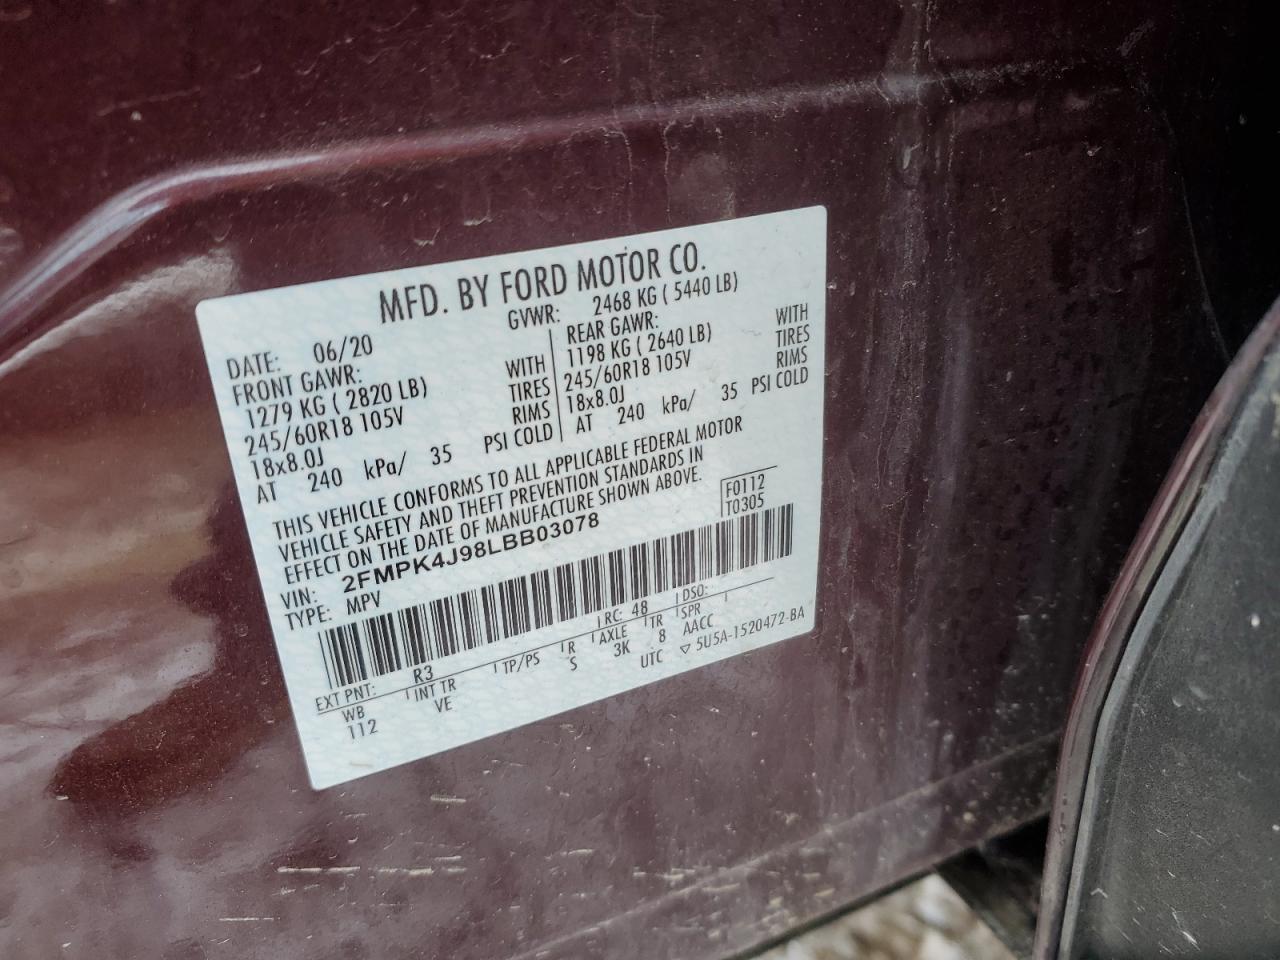 MFD. BY FORD MOTOR CO.
DATE: 06/20 GVWR: 2468 KG ( 5440 LB)
FRONT GAWR: REAR GAWR:
1279 KG ( 2820 LB) WITH 1198 KG ( 2640 LB) WITH
245/60R18 105V TIRES 245/60R18 105V TIRES
18x8.0J RIMS 18x8.0J RIMS
AT 240 kPa/ 35 PSI COLD AT 240 kPa/ 35 PSI COLD
THIS VEHICLE CONFORMS TO ALL APPLICABLE FEDERAL MOTOR
VEHICLE SAFETY AND THEFT PREVENTION STANDARDS IN
EFFECT ON THE DATE OF MANUFACTURE SHOWN ABOVE.
VIN: 2FMPK4J98LBB03078 F0112
TYPE: MPV T0305
EXT PNT: R3 RC: 48 DSO:
WB INT TR TP/PS R AXLE TR SPR
112 VE S 3K 8 AACC
UTC ▽ 5U5A-1520472-BA